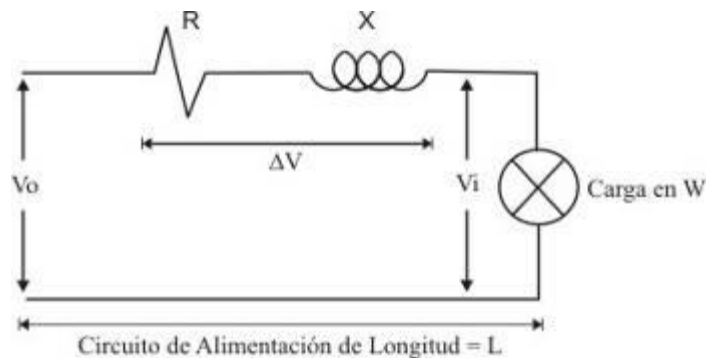 R X
ΔV
Vo Vi Carga en W
Circuito de Alimentación de Longitud = L